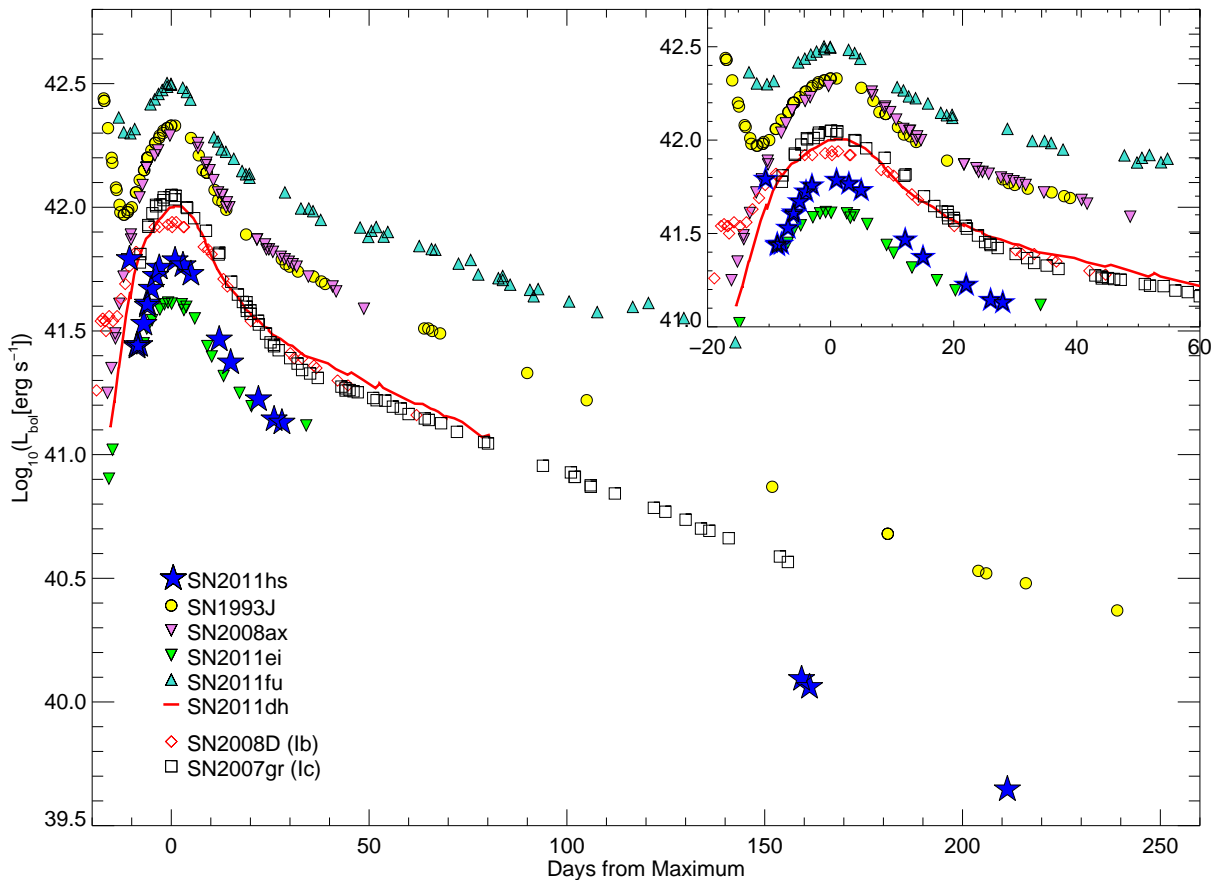 42.5
42.0
41.5
41.0
40.5
40.0
39.5
Log₁₀(L_bol[erg s⁻¹])
0
50
100
150
200
250
Days from Maximum
SN2011hs
SN1993J
SN2008ax
SN2011ei
SN2011fu
SN2011dh
SN2008D (Ib)
SN2007gr (Ic)
42.5
42.0
41.5
41.0
−20
0
20
40
60